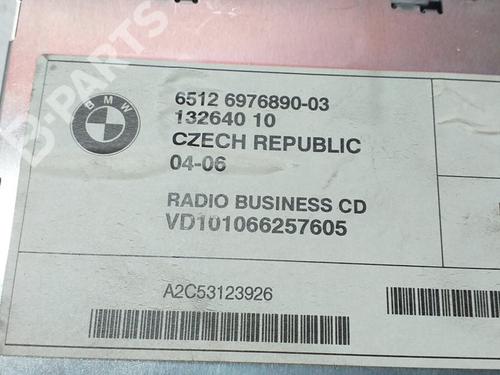 B-PARTS
BMW
6512 6976890-03
132640 10
CZECH REPUBLIC
04-06
RADIO BUSINESS CD
VD101066257605
A2C53123926